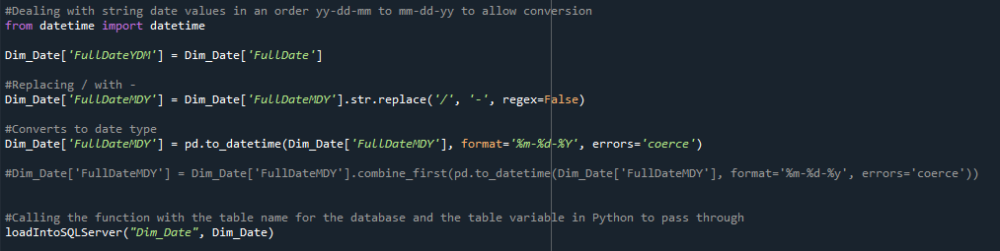 #Dealing with string date values in an order yy-dd-mm to mm-dd-yy to allow conversion
from datetime import datetime
Dim_Date['FullDateYDM'] = Dim_Date['FullDate']
#Replacing / with -
Dim_Date['FullDateMDY'] = Dim_Date['FullDateMDY'].str.replace('/', '-', regex=False)
#Converts to date type
Dim_Date['FullDateMDY'] = pd.to_datetime(Dim_Date['FullDateMDY'], format='%m-%d-%Y', errors='coerce')
#Dim_Date['FullDateMDY'] = Dim_Date['FullDateMDY'].combine_first(pd.to_datetime(Dim_Date['FullDateMDY'], format='%m-%d-%y', errors='coerce'))
#Calling the function with the table name for the database and the table variable in Python to pass through
loadIntoSQLServer("Dim_Date", Dim_Date)